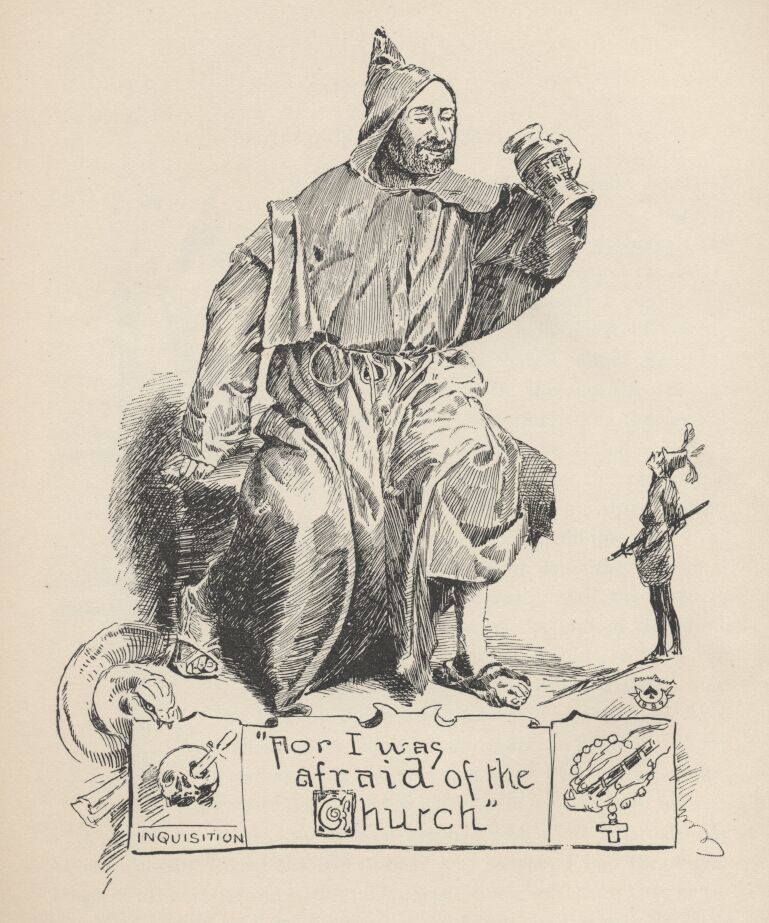 "For I was
afraid of the
Church"
INQUISITION